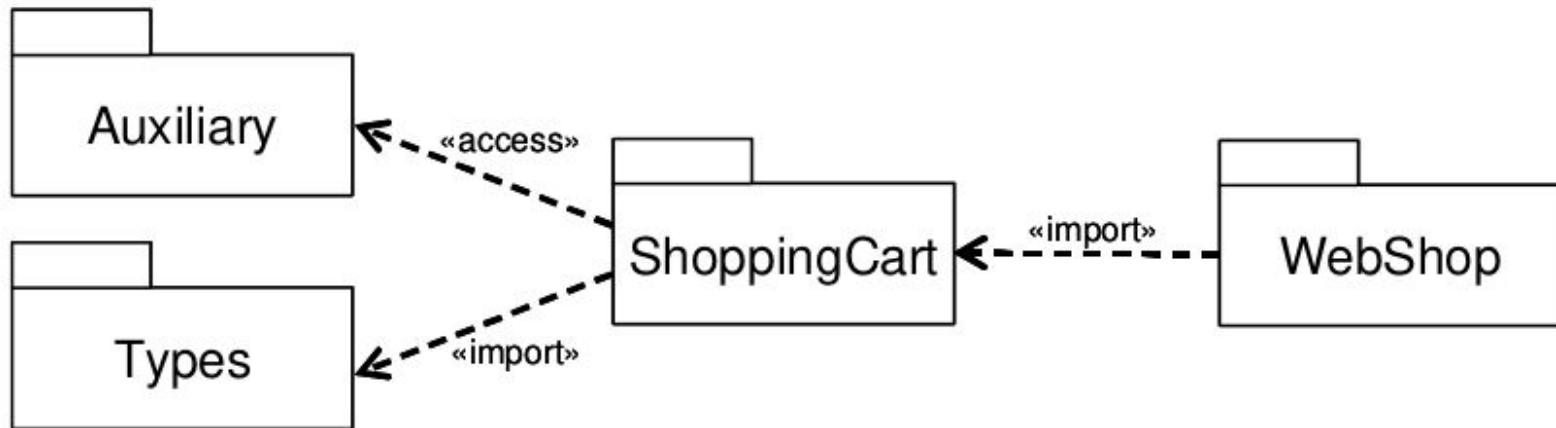 Auxiliary
«access»
Types
«import»
ShoppingCart
«import»
WebShop